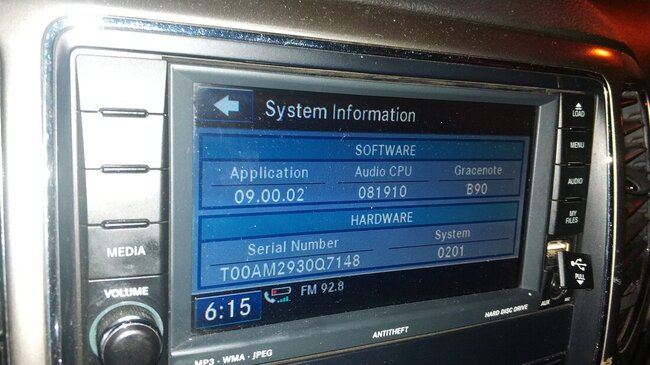 System Information
SOFTWARE
Application Audio CPU Gracenote
09.00.02 081910 B90
HARDWARE
Serial Number System
T00AM2930Q7148 0201
6:15 FM 92.8
MEDIA
VOLUME
LOAD
MENU
AUDIO
MY
FILES
PULL
AUX
HARD DISC DRIVE
ANTITHEFT
MP3 · WMA · JPEG